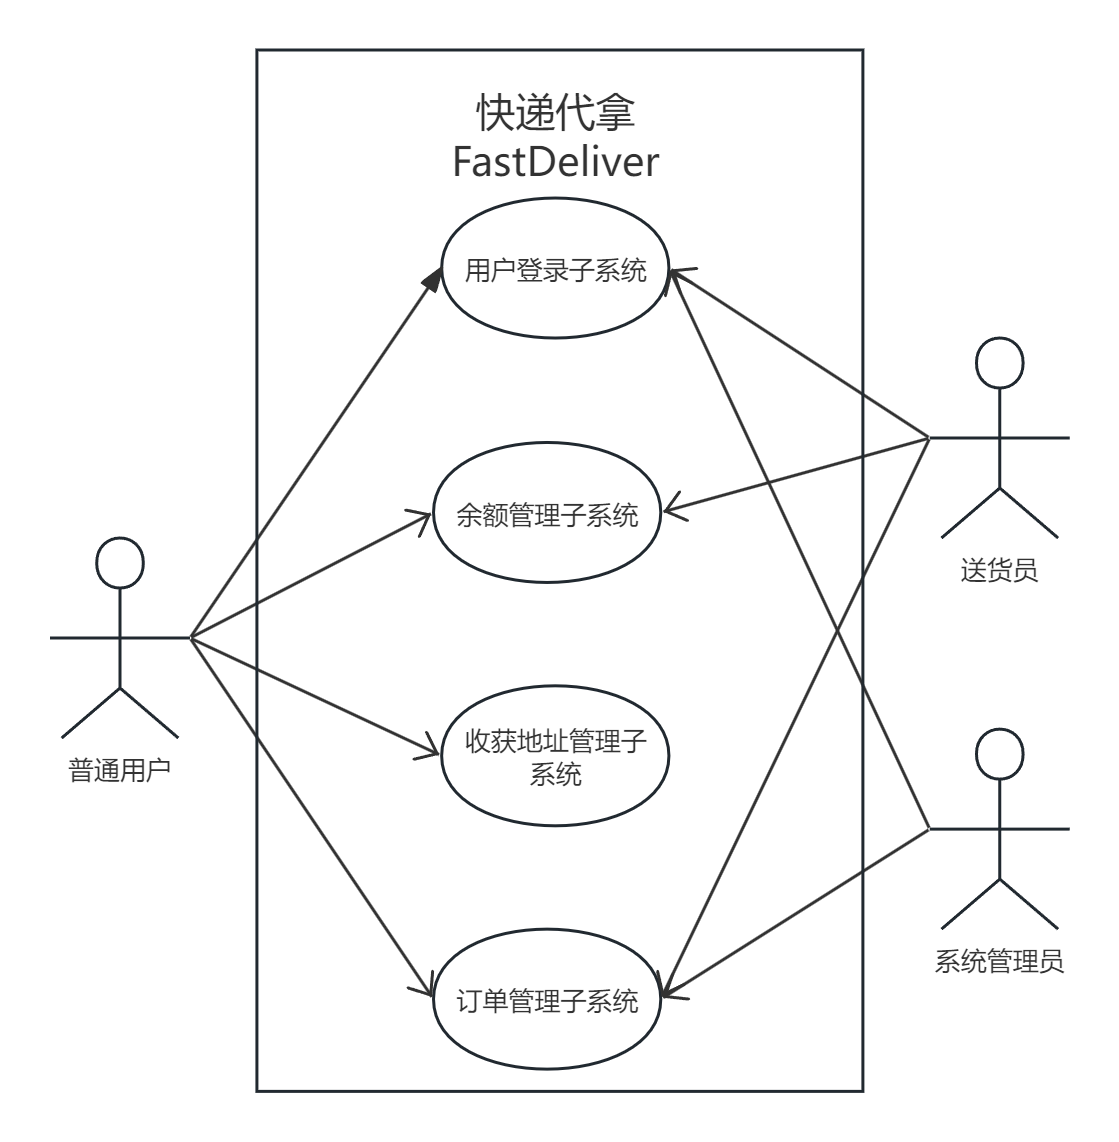 快递代拿
FastDeliver
用户登录子系统
余额管理子系统
送货员
收获地址管理子
系统
普通用户
系统管理员
订单管理子系统